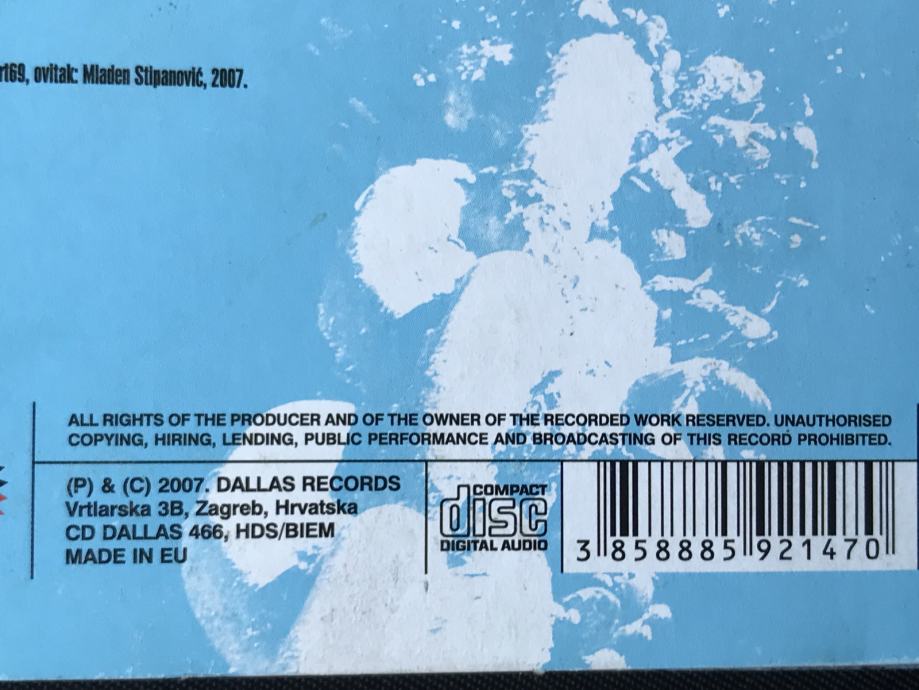 r169, ovitak: Mladen Stipanović, 2007.
ALL RIGHTS OF THE PRODUCER AND OF THE OWNER OF THE RECORDED WORK RESERVED. UNAUTHORISED
COPYING, HIRING, LENDING, PUBLIC PERFORMANCE AND BROADCASTING OF THIS RECORD PROHIBITED.
(P) & (C) 2007. DALLAS RECORDS
Vrtlarska 3B, Zagreb, Hrvatska
CD DALLAS 466, HDS/BIEM
MADE IN EU
COMPACT
disc
DIGITAL AUDIO
3 858885 921470